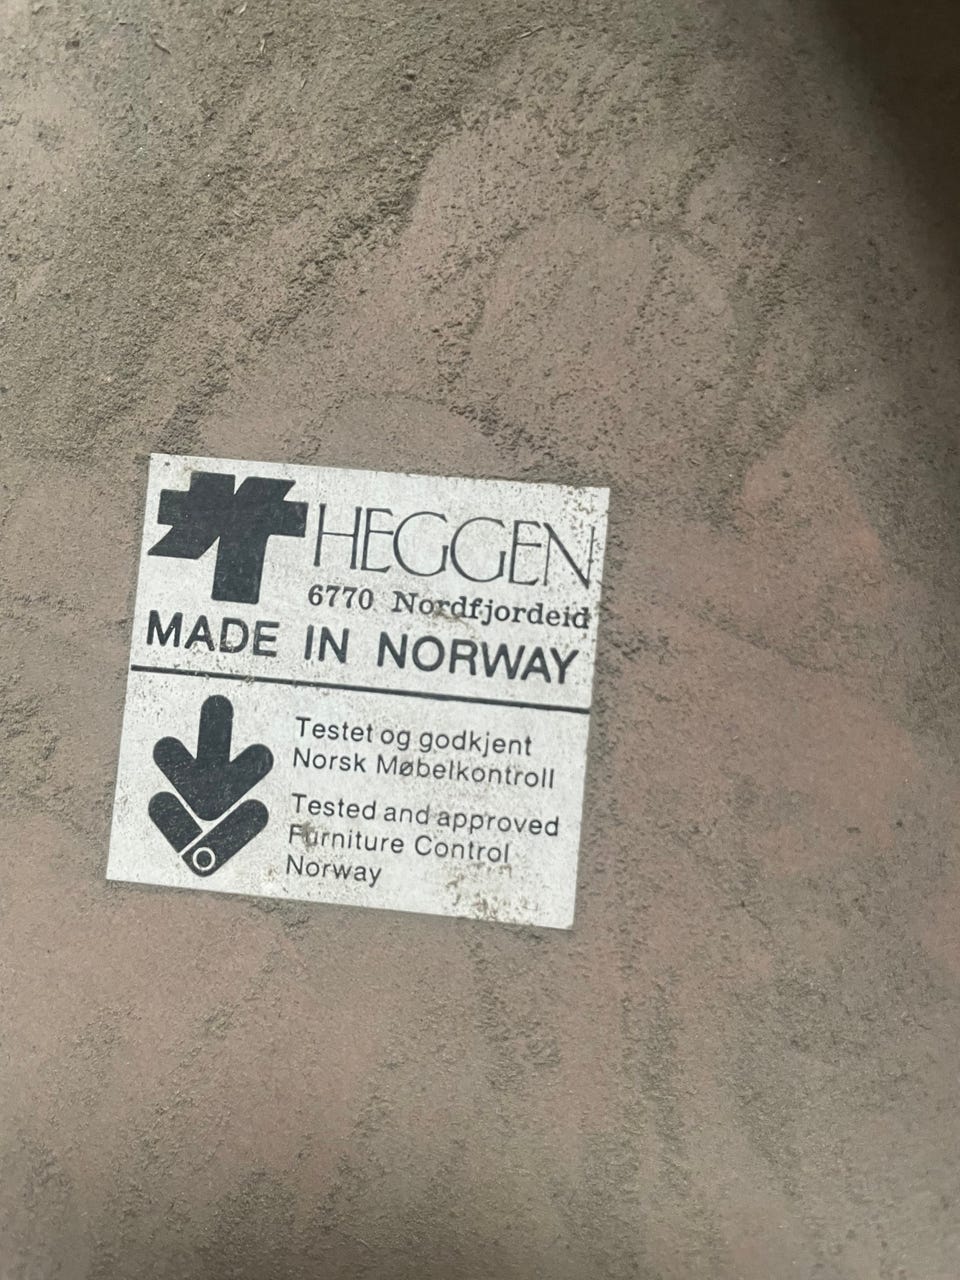 HEGGEN
6770 Nordfjordeid
MADE IN NORWAY
Testet og godkjent
Norsk Møbelkontroll
Tested and approved
Furniture Control
Norway